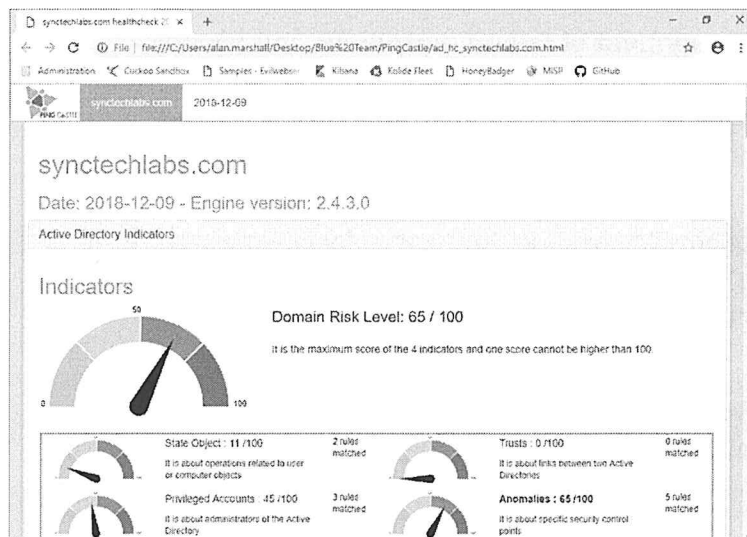 synctechlabs.com healthcheck 20
File | file:///C:/Users/alan.marshall/Desktop/Blue%20Team/PingCastle/ad_hc_synctechlabs.com.html
Administration Cuckoo Sandbox Samples - Evilwebser Kibana Kolide Fleet HoneyBadger MISP GitHub
PING CASTLE synctechlabs.com 2018-12-09
synctechlabs.com
Date: 2018-12-09 - Engine version: 2.4.3.0
Active Directory Indicators
Indicators
50
0
100
Domain Risk Level: 65 / 100
It is the maximum score of the 4 indicators and one score cannot be higher than 100.
State Object : 11 /100
It is about operations related to user
or computer objects
2 rules
matched
Trusts : 0 /100
It is about links between two Active
Directories
0 rules
matched
Privileged Accounts : 45 /100
It is about administrators of the Active
Directory
3 rules
matched
Anomalies : 65 /100
It is about specific security control
points
5 rules
matched